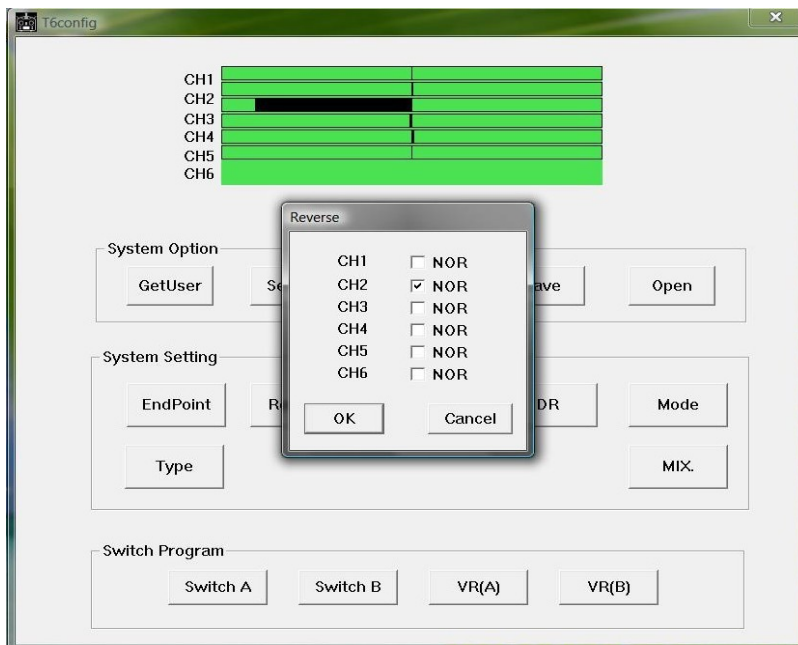 T6config
CH1
CH2
CH3
CH4
CH5
CH6
Reverse
CH1 NOR
CH2 NOR
CH3 NOR
CH4 NOR
CH5 NOR
CH6 NOR
OK Cancel
System Option
GetUser Se ave Open
System Setting
EndPoint R DR Mode
Type MIX.
Switch Program
Switch A Switch B VR(A) VR(B)